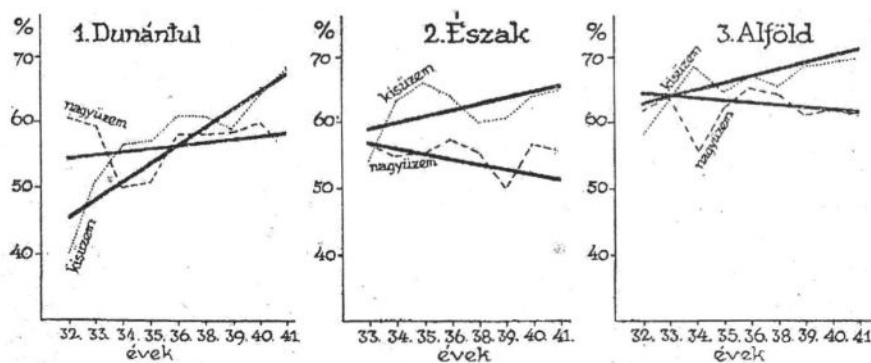 1. Dunántúl
%
70
60
50
40
nagyüzem
kisüzem
32. 33. 34. 35. 36. 38. 39. 40. 41.
évek
2. Észak
%
70
60
50
40
kisüzem
nagyüzem
33. 34. 35. 36. 38. 39. 40. 41.
évek
3. Alföld
%
70
60
50
40
kisüzem
nagyüzem
32. 33. 34. 35. 36. 38. 39. 40. 41.
évek